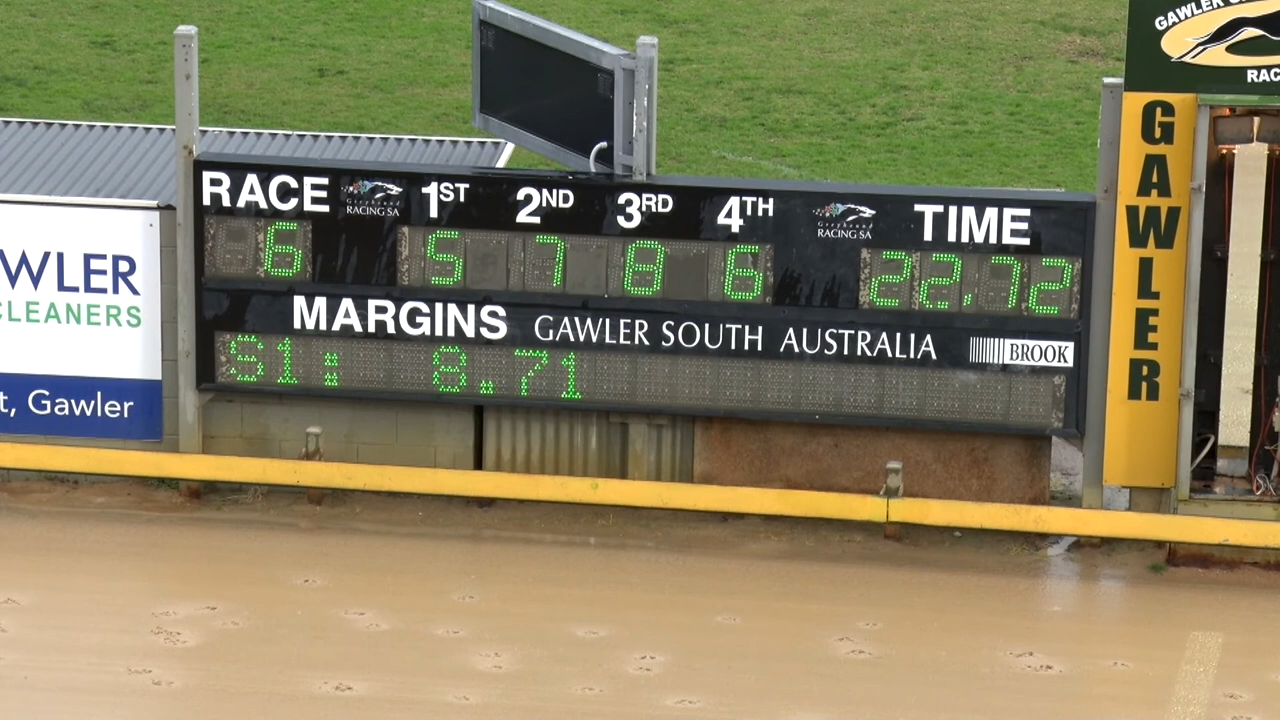 GAWLER
RAC
GAWLER
RACE
Greyhound
RACING SA
1ST 2ND 3RD 4TH
Greyhound
RACING SA
TIME
6 5 7 8 6 22.72
MARGINS GAWLER SOUTH AUSTRALIA BROOK
S1: 8.71
WLER
CLEANERS
t, Gawler